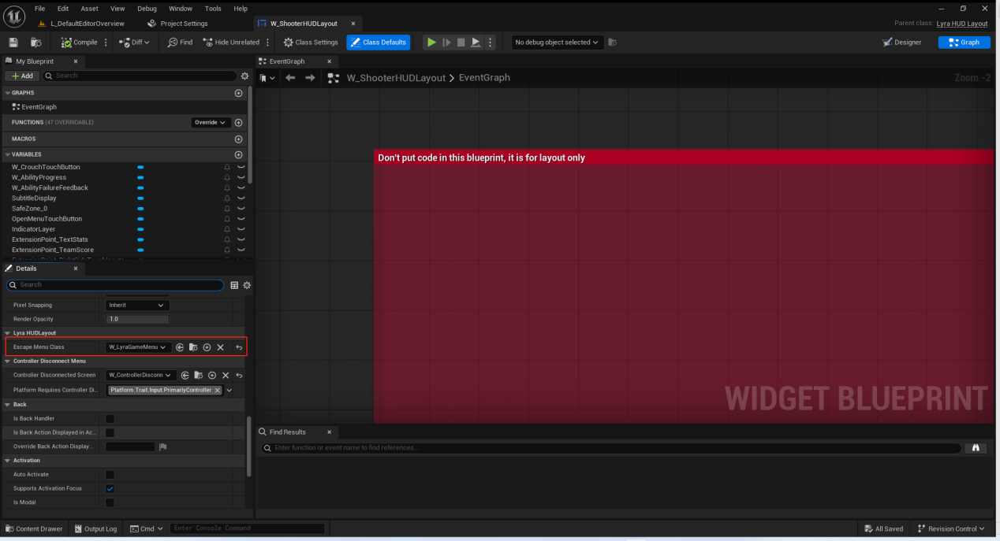 File Edit Asset View Debug Window Tools Help
L_DefaultEditorOverview Project Settings W_ShooterHUDLayout
Parent class: Lyra HUD Layout
Compile Diff Find Hide Unrelated Class Settings Class Defaults No debug object selected Designer Graph
My Blueprint
EventGraph
Add Search
W_ShooterHUDLayout > EventGraph Zoom -2
GRAPHS
EventGraph
FUNCTIONS (47 OVERRIDABLE) Override
MACROS
VARIABLES
W_CrouchTouchButton
W_AbilityProgress
W_AbilityFailureFeedback
SubtitleDisplay
SafeZone_0
OpenMenuTouchButton
IndicatorLayer
ExtensionPoint_TextStats
ExtensionPoint_TeamScore
Don't put code in this blueprint, it is for layout only
WIDGET BLUEPRINT
Details
Search
Pixel Snapping Inherit
Render Opacity 1.0
Lyra HUDLayout
Escape Menu Class W_LyraGameMenu
Controller Disconnect Menu
Controller Disconnected Screen W_ControllerDisconn
Platform Requires Controller Di... Platform.Trait.Input.PrimarlyController
Back
Is Back Handler
Is Back Action Displayed in Ac...
Override Back Action Display...
Activation
Auto Activate
Supports Activation Focus
Is Modal
Find Results
Enter function or event name to find references...
Content Drawer Output Log Cmd Enter Console Command All Saved Revision Control